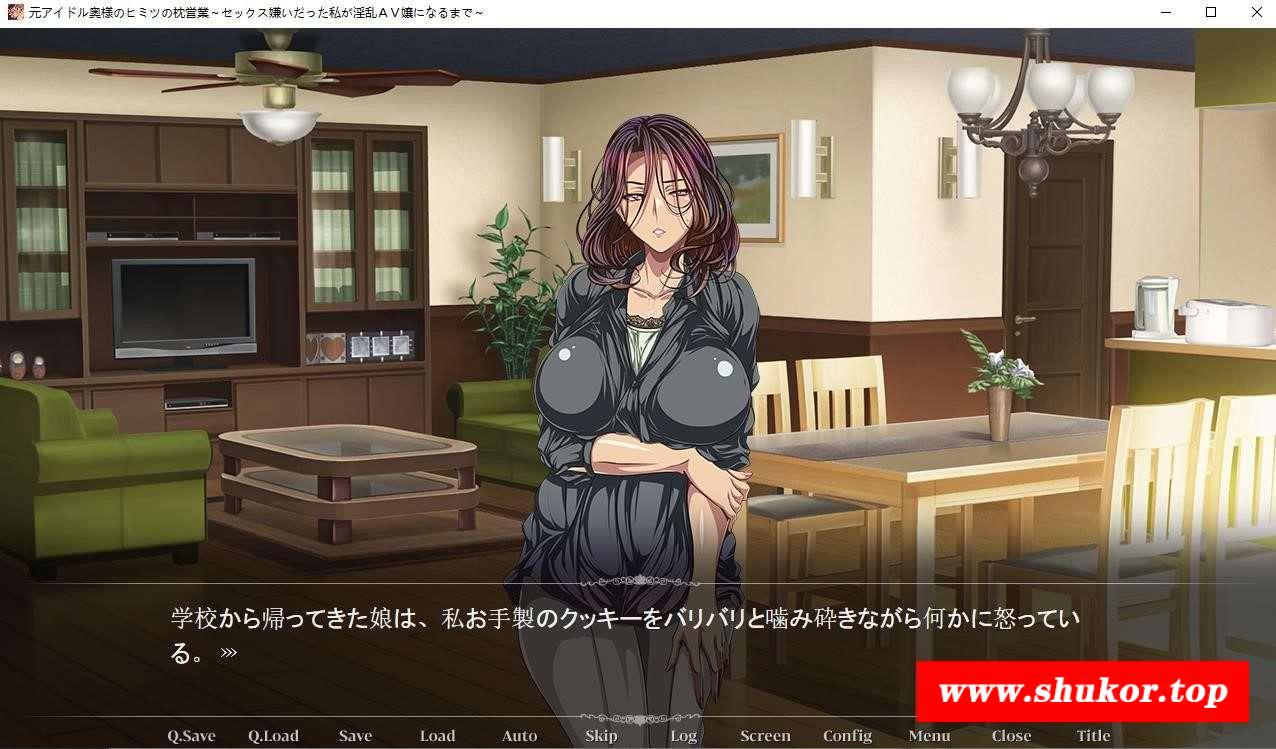 元アイドル奥様のヒミツの枕営業～セックス嫌いだった私が淫乱ＡＶ嬢になるまで～
学校から帰ってきた娘は、私お手製のクッキーをバリバリと噛み砕きながら何かに怒ってい
る。
www.shukor.top
Q.Save Q.Load Save Load Auto Skip Log Screen Config Menu Close Title